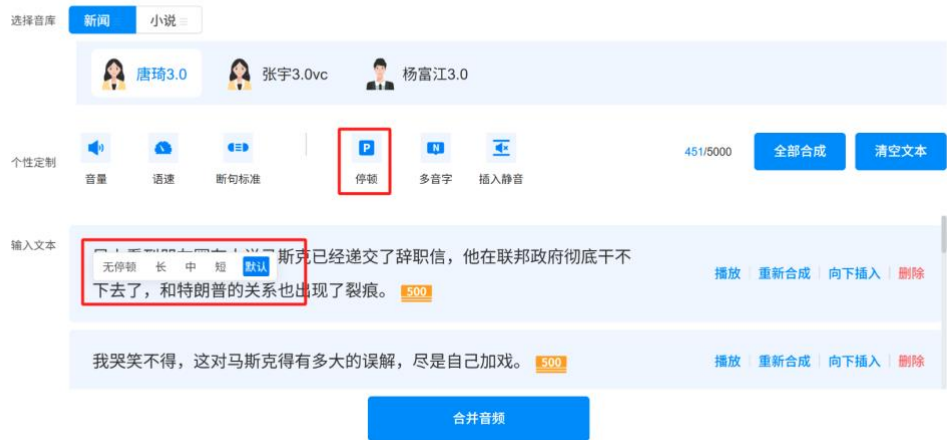 选择音库 新闻 小说
唐琦3.0 张宇3.0vc 杨富江3.0
个性定制 音量 语速 断句标准 P 停顿 N 多音字 插入静音 451/5000 全部合成 清空文本
输入文本
斯克已经递交了辞职信，他在联邦政府彻底干不
无停顿 长 中 短 默认
下去了，和特朗普的关系也出现了裂痕。 500
播放 重新合成 向下插入 删除
我哭笑不得，这对马斯克得有多大的误解，尽是自己加戏。 500 播放 重新合成 向下插入 删除
合并音频